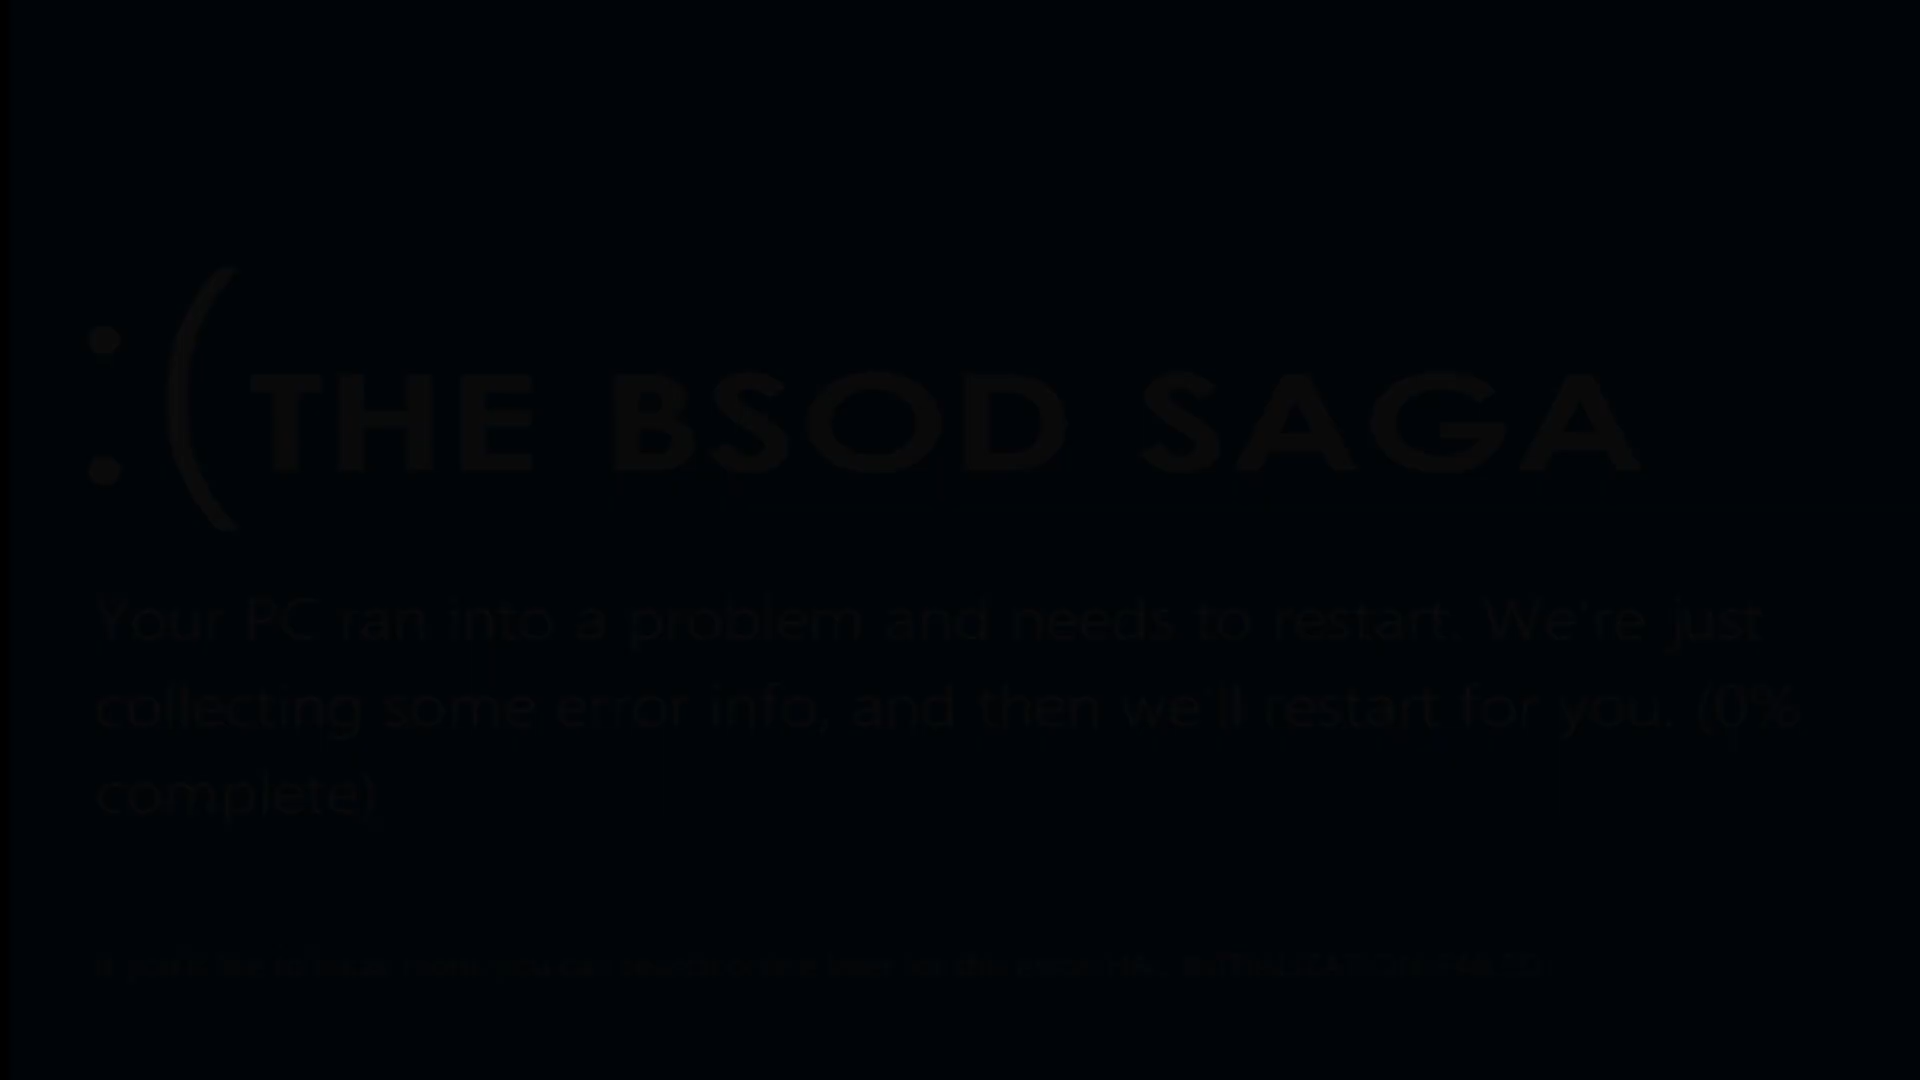 :( THE BSOD SAGA
Your PC ran into a problem and needs to restart. We're just
collecting some error info, and then we'll restart for you. (0%
complete)